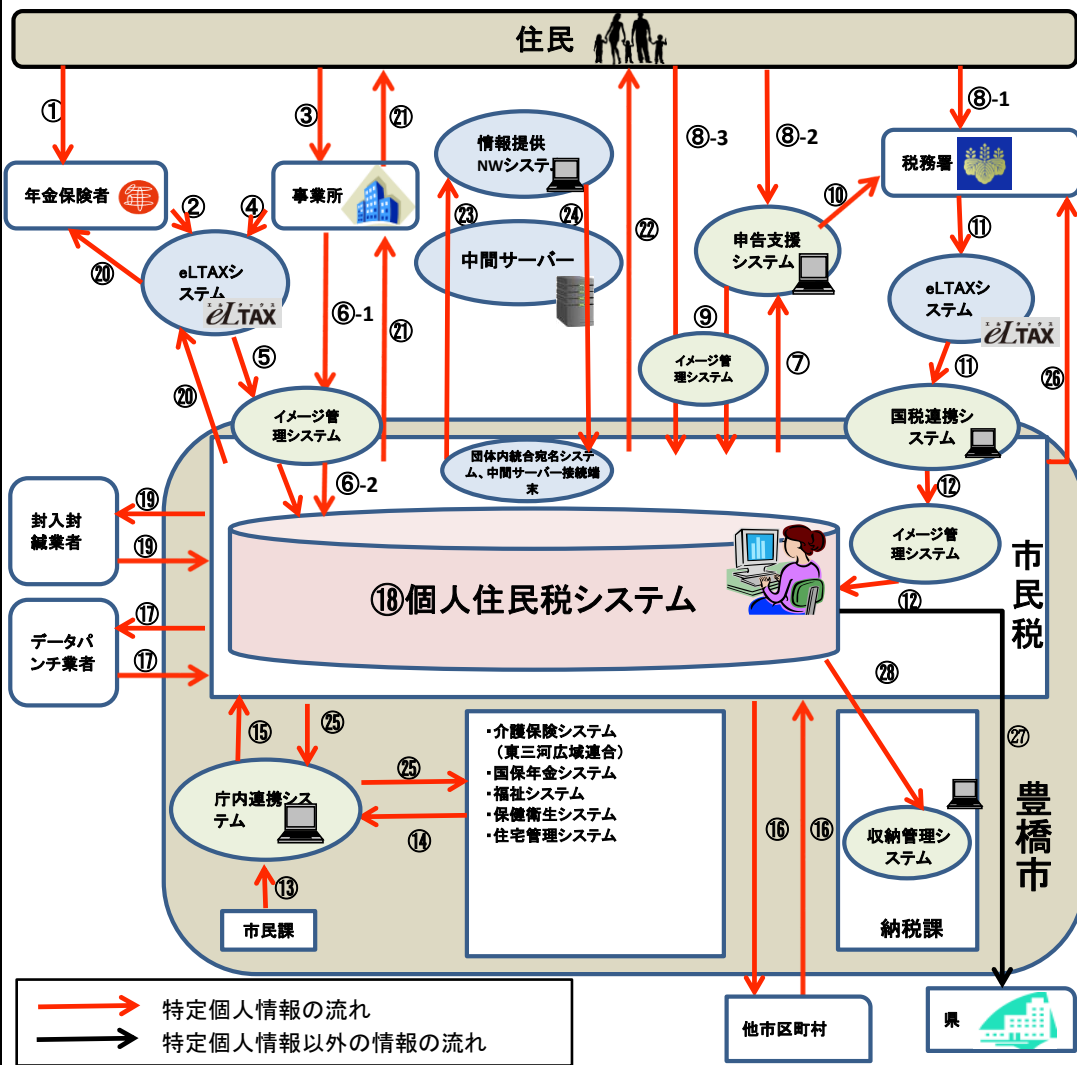 住民
①
③
㉑
㉒
⑧-3
⑧-2
⑧-1
年金保険者
事業所
情報提供
NWシステ
税務署
②
④
㉓
㉔
⑩
⑪
⑳
eLTAXシ
ステム
エルタックス
eLTAX
中間サーバー
申告支援
システム
eLTAXシ
ステム
エルタックス
eLTAX
⑥-1
㉑
⑨
⑦
⑤
⑳
⑪
㉖
イメージ管
理システム
イメージ管
理システム
国税連携シ
ステム
団体内統合宛名システ
ム、中間サーバー接続端
末
⑥-2
⑫
封入封
緘業者
⑲
⑲
イメージ管
理システム
市民税
⑱個人住民税システム
⑫
データパ
ンチ業者
⑰
⑰
㉘
⑮
㉕
㉗
・介護保険システム
（東三河広域連合）
・国保年金システム
・福祉システム
・保健衛生システム
・住宅管理システム
㉕
⑭
庁内連携シス
テム
⑯
⑯
収納管理シ
ステム
豊橋市
⑬
市民課
納税課
特定個人情報の流れ
特定個人情報以外の情報の流れ
他市区町村
県